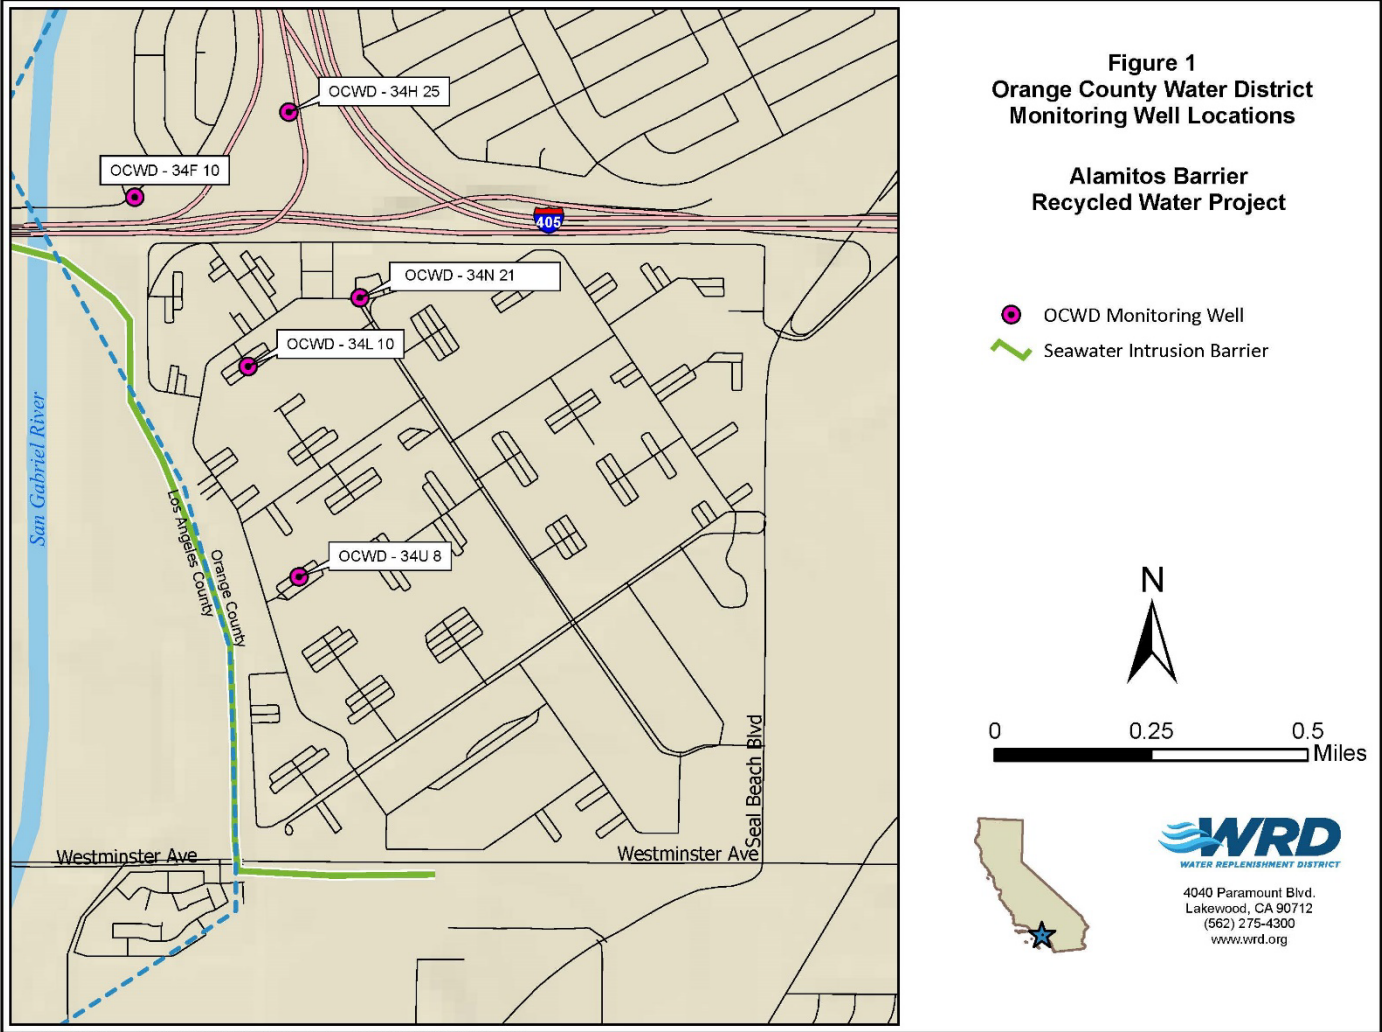 OCWD - 34H 25
OCWD - 34F 10
405
OCWD - 34N 21
OCWD - 34L 10
San Gabriel River
Los Angeles County
Orange County
OCWD - 34U 8
Seal Beach Blvd
Westminster Ave
Westminster Ave
Figure 1
Orange County Water District
Monitoring Well Locations
Alamitos Barrier
Recycled Water Project
OCWD Monitoring Well
Seawater Intrusion Barrier
N
0 0.25 0.5
Miles
WRD
WATER REPLENISHMENT DISTRICT
4040 Paramount Blvd.
Lakewood, CA 90712
(562) 275-4300
www.wrd.org